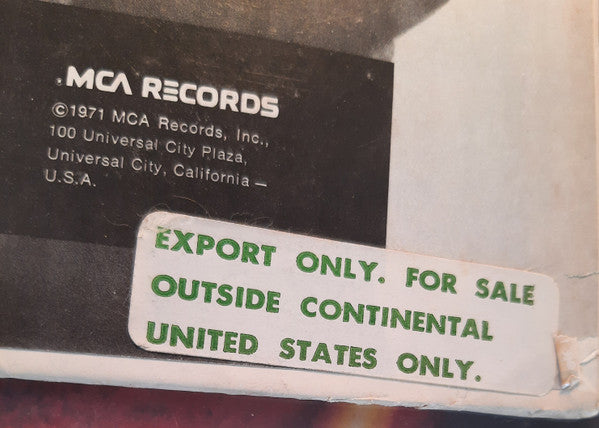 MCA RECORDS
©1971 MCA Records, Inc.,
100 Universal City Plaza,
Universal City, California —
U.S.A.
EXPORT ONLY. FOR SALE
OUTSIDE CONTINENTAL
UNITED STATES ONLY.